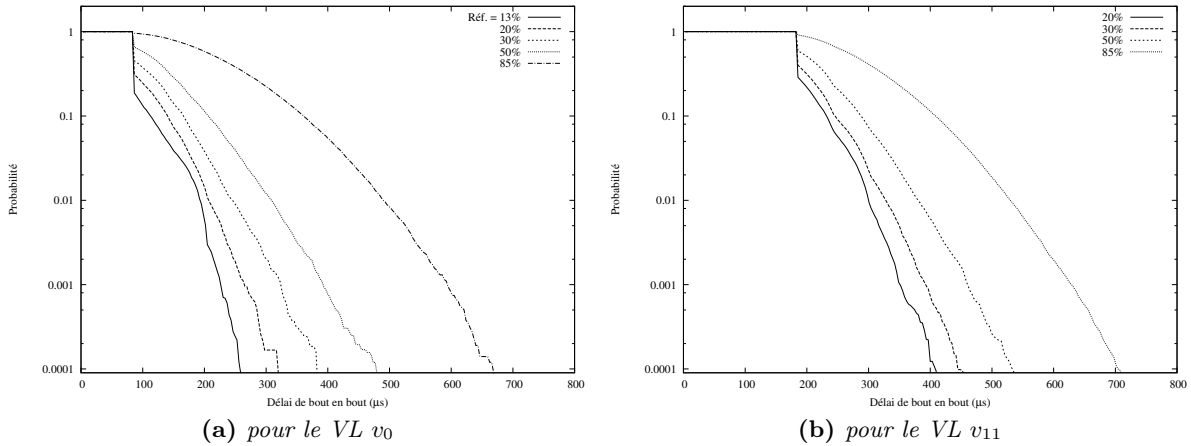 Réf. = 13%
20%
30%
50%
85%
1
0.1
0.01
0.001
0.0001
Probabilité
0 100 200 300 400 500 600 700 800
Délai de bout en bout (μs)
(a) pour le VL v0
20%
30%
50%
85%
1
0.1
0.01
0.001
0.0001
Probabilité
0 100 200 300 400 500 600 700 800
Délai de bout en bout (μs)
(b) pour le VL v11